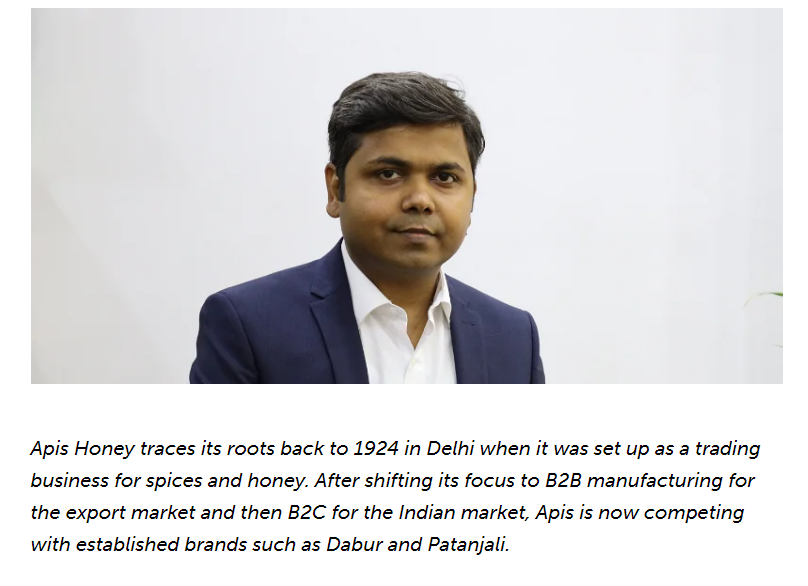 Apis Honey traces its roots back to 1924 in Delhi when it was set up as a trading
business for spices and honey. After shifting its focus to B2B manufacturing for
the export market and then B2C for the Indian market, Apis is now competing
with established brands such as Dabur and Patanjali.